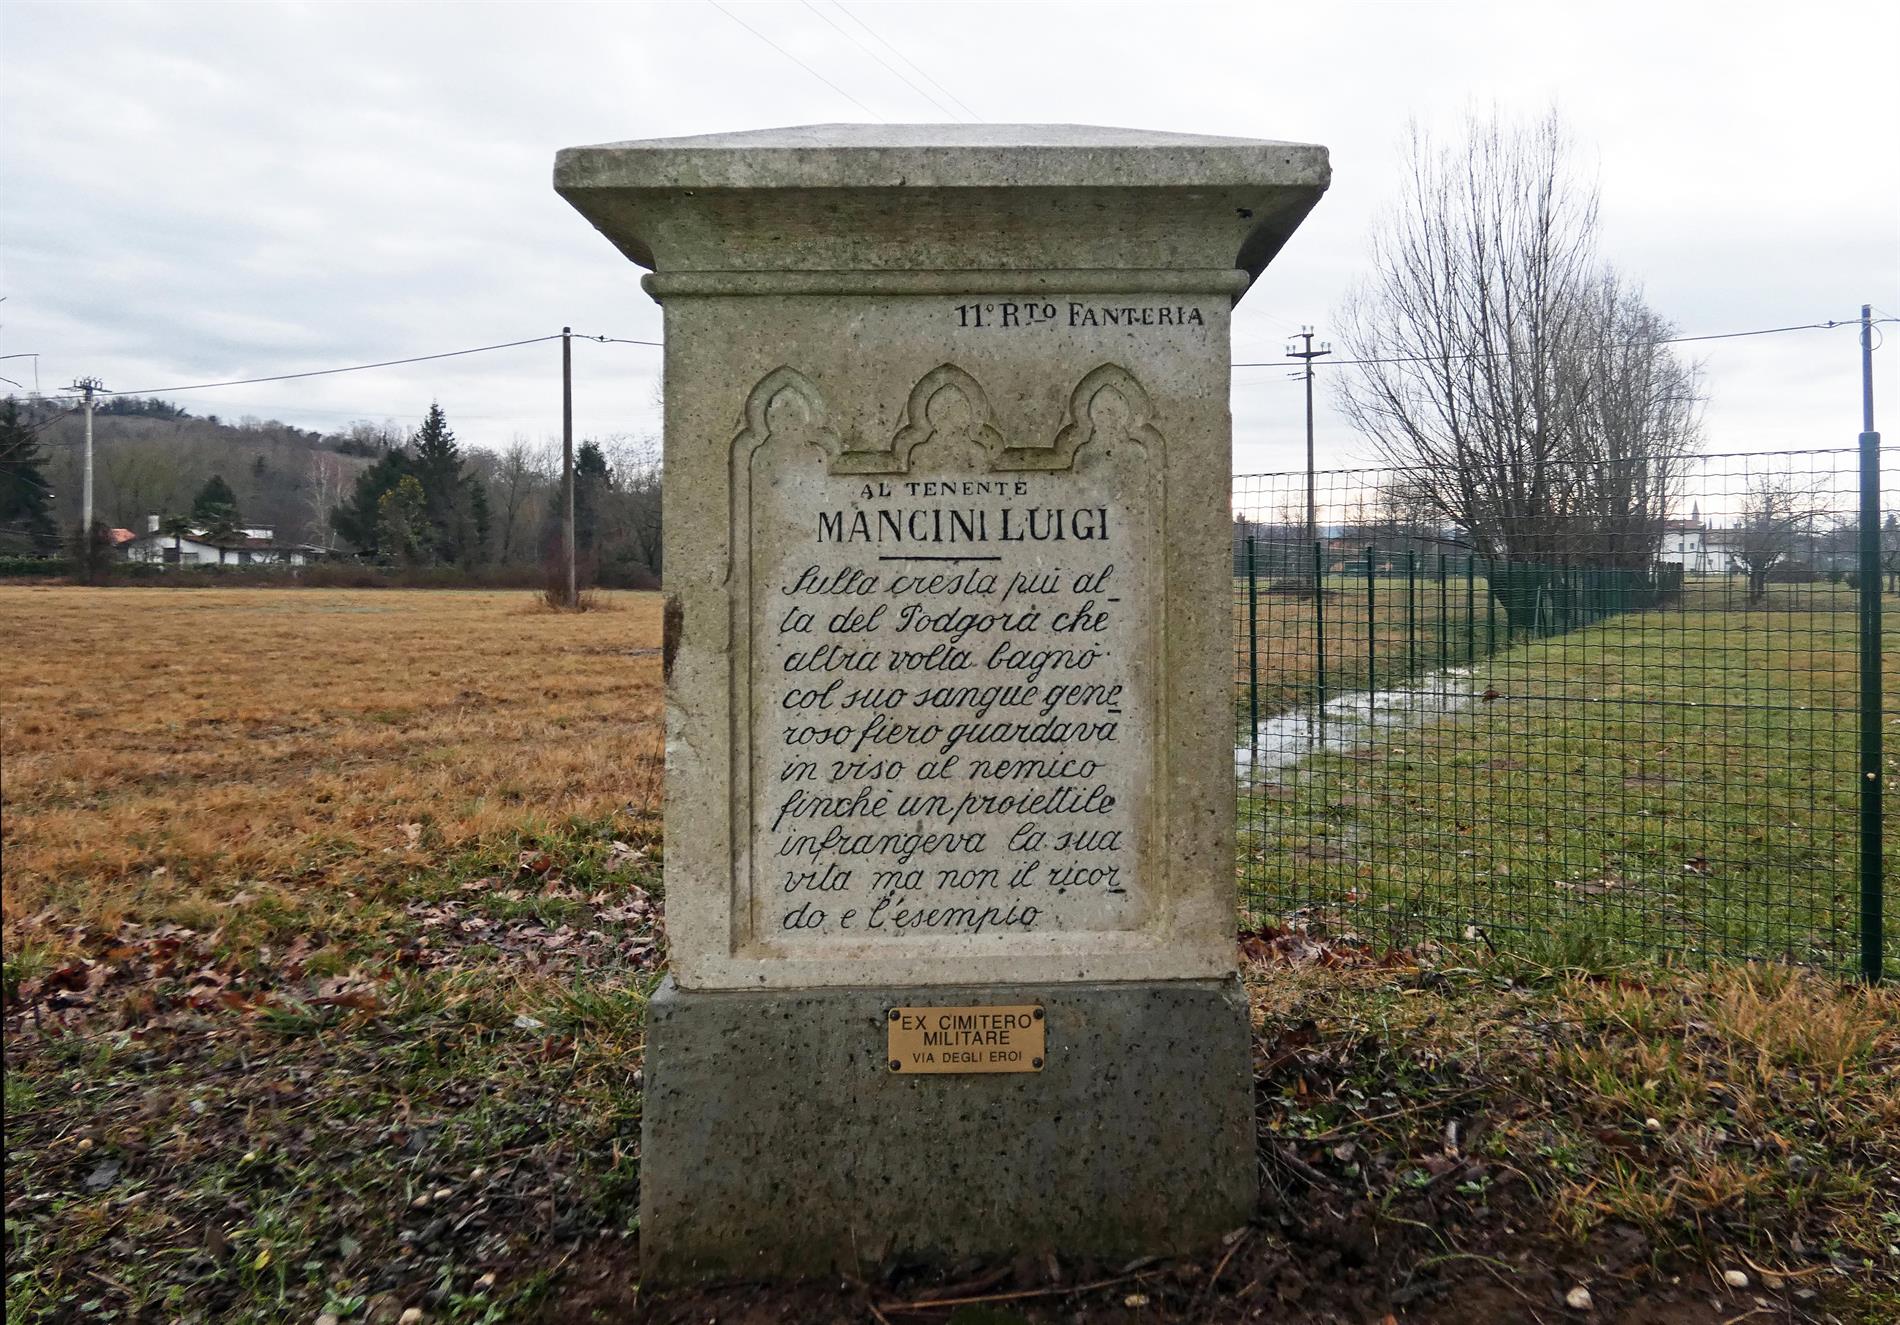 11.° R.TO FANTERIA
AL TENENTE
MANCINI LUIGI
Sulla cresta più al-
ta del Podgora che
altra volta bagnò
col suo sangue gene-
roso fiero guardava
in viso al nemico
finchè un proiettile
infrangeva la sua
vita ma non il ricor-
do e l'esempio
EX CIMITERO
MILITARE
VIA DEGLI EROI